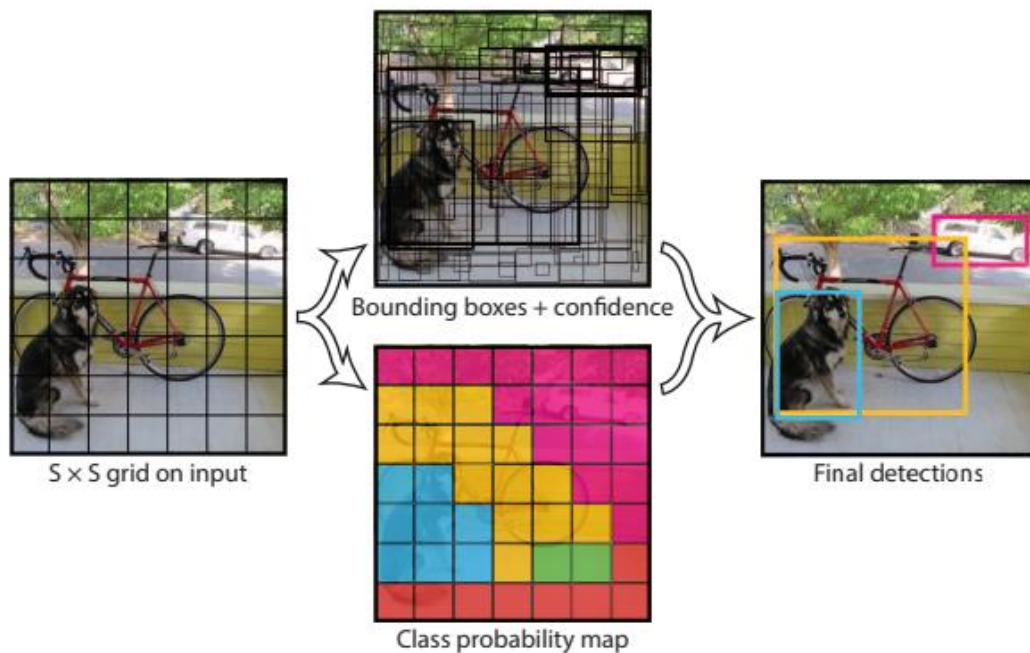 S × S grid on input
Bounding boxes + confidence
Class probability map
Final detections